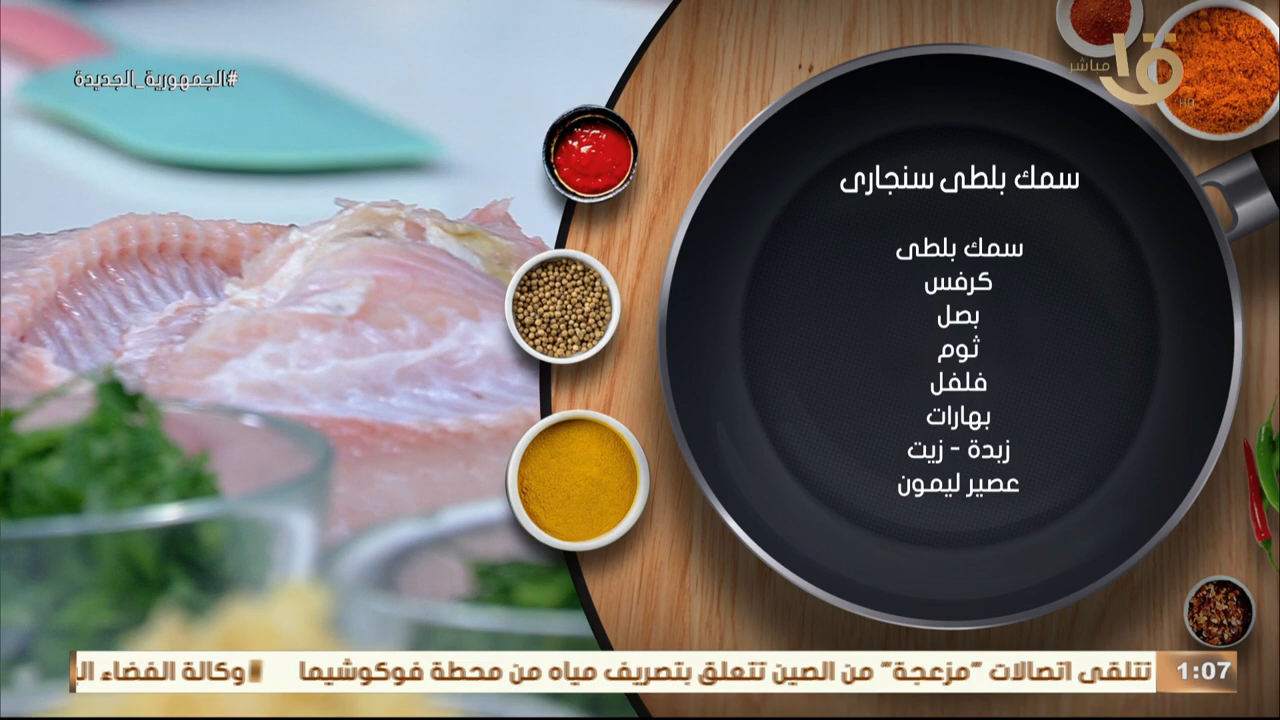 #الجمهورية_الجديدة
مباشر
HD
سمك بلطى سنجارى
سمك بلطى
كرفس
بصل
ثوم
فلفل
بهارات
زبدة - زيت
عصير ليمون
1:07
تتلقى اتصالات "مزعجة" من الصين تتعلق بتصريف مياه من محطة فوكوشيما
وكالة الفضاء ال